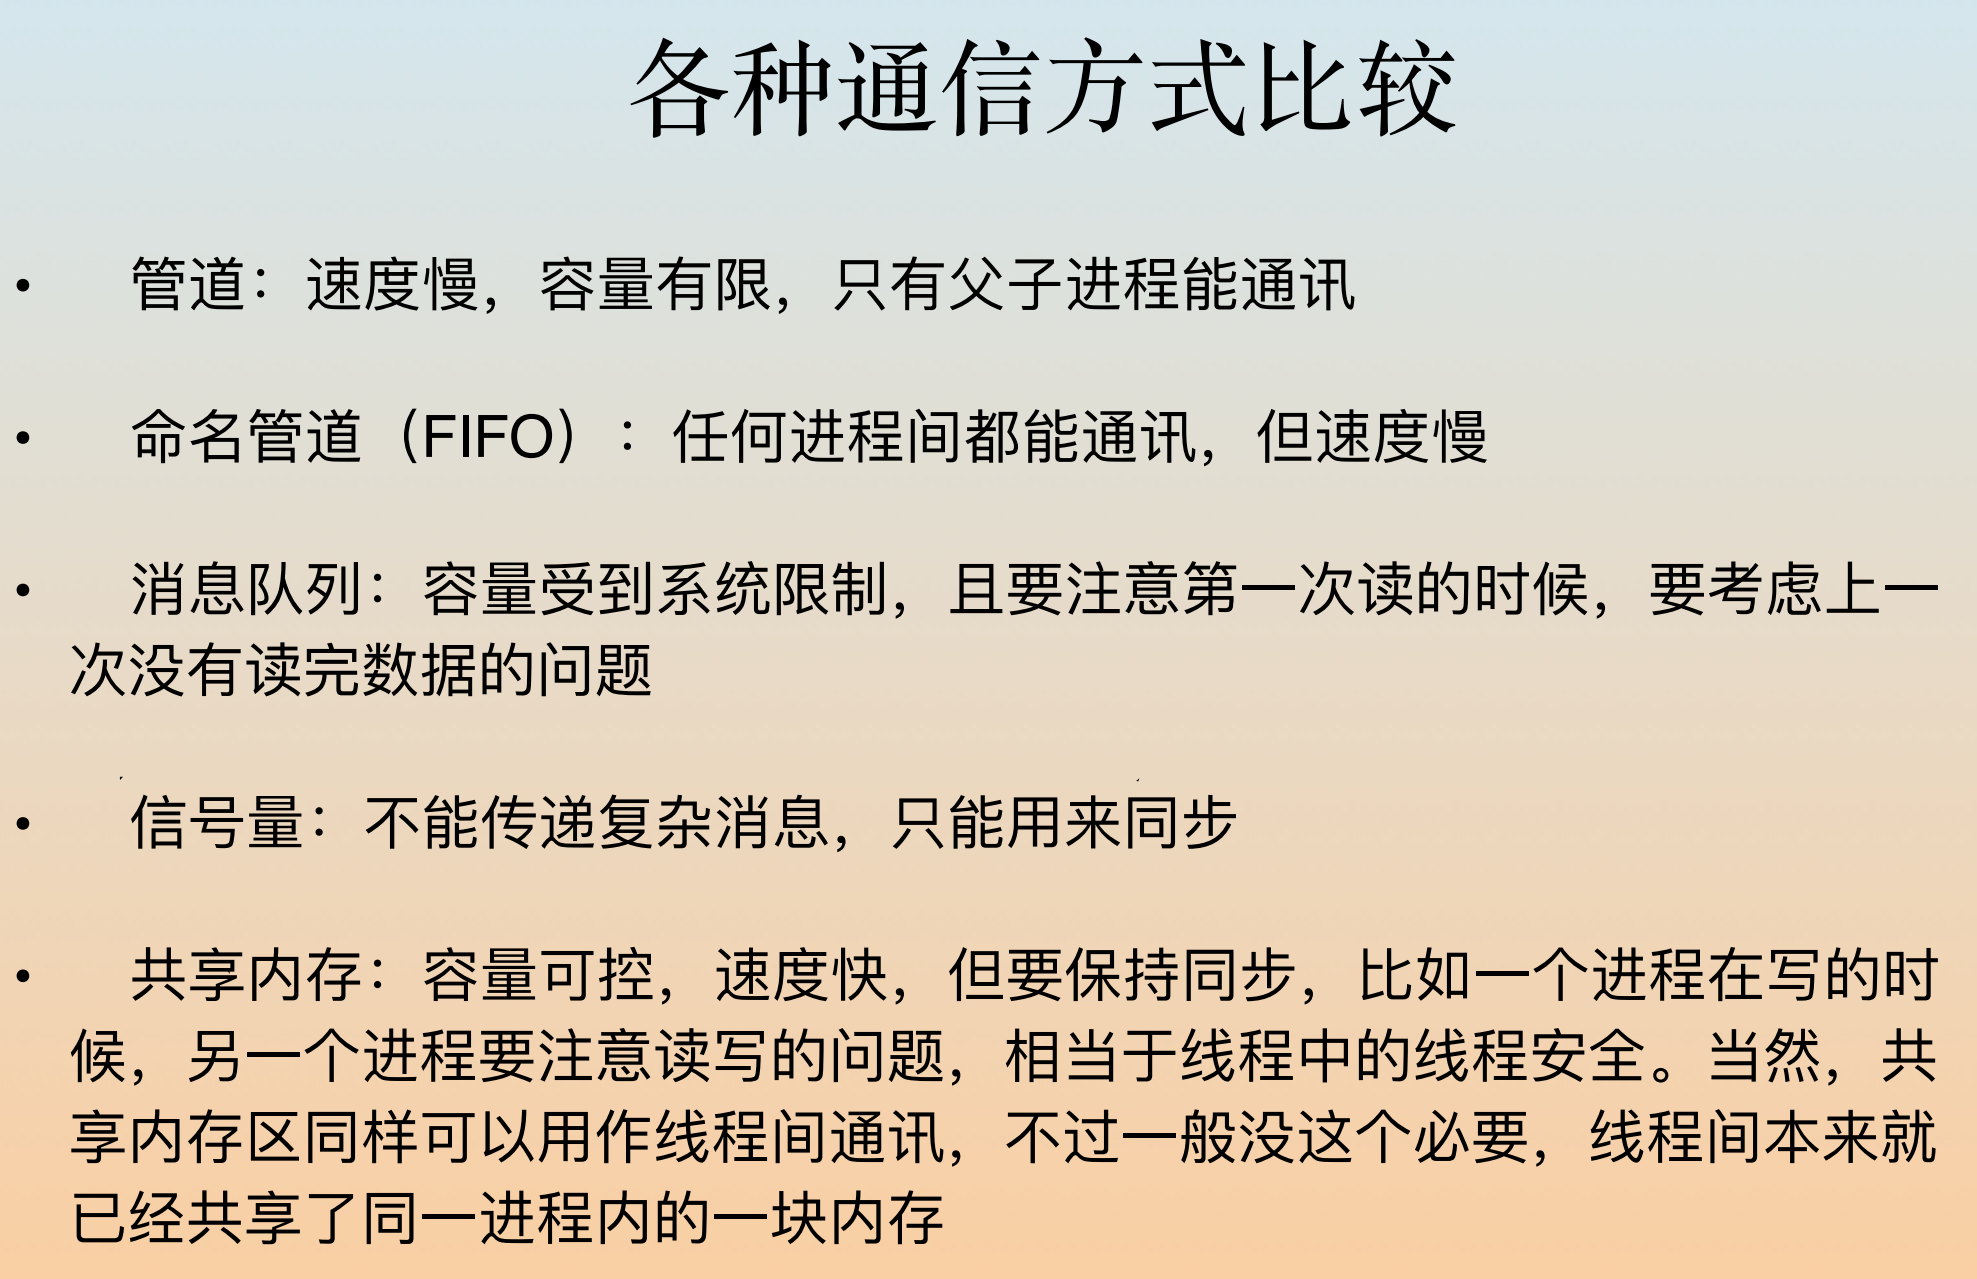 各种通信方式比较
• 管道：速度慢，容量有限，只有父子进程能通讯
• 命名管道（FIFO）：任何进程间都能通讯，但速度慢
• 消息队列：容量受到系统限制，且要注意第一次读的时候，要考虑上一
次没有读完数据的问题
• 信号量：不能传递复杂消息，只能用来同步
• 共享内存：容量可控，速度快，但要保持同步，比如一个进程在写的时
候，另一个进程要注意读写的问题，相当于线程中的线程安全。当然，共
享内存区同样可以用作线程间通讯，不过一般没这个必要，线程间本来就
已经共享了同一进程内的一块内存